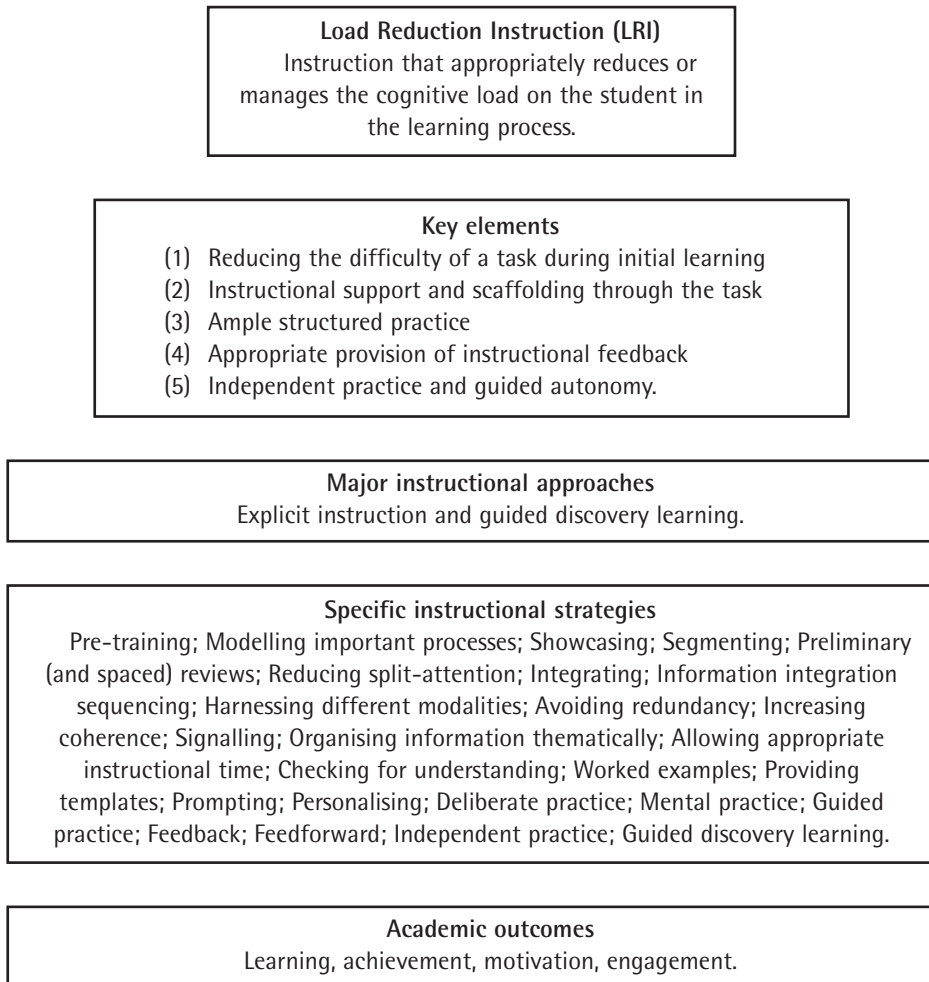 Load Reduction Instruction (LRI)
Instruction that appropriately reduces or
manages the cognitive load on the student in
the learning process.
Key elements
(1) Reducing the difficulty of a task during initial learning
(2) Instructional support and scaffolding through the task
(3) Ample structured practice
(4) Appropriate provision of instructional feedback
(5) Independent practice and guided autonomy.
Major instructional approaches
Explicit instruction and guided discovery learning.
Specific instructional strategies
Pre-training; Modelling important processes; Showcasing; Segmenting; Preliminary
(and spaced) reviews; Reducing split-attention; Integrating; Information integration
sequencing; Harnessing different modalities; Avoiding redundancy; Increasing
coherence; Signalling; Organising information thematically; Allowing appropriate
instructional time; Checking for understanding; Worked examples; Providing
templates; Prompting; Personalising; Deliberate practice; Mental practice; Guided
practice; Feedback; Feedforward; Independent practice; Guided discovery learning.
Academic outcomes
Learning, achievement, motivation, engagement.